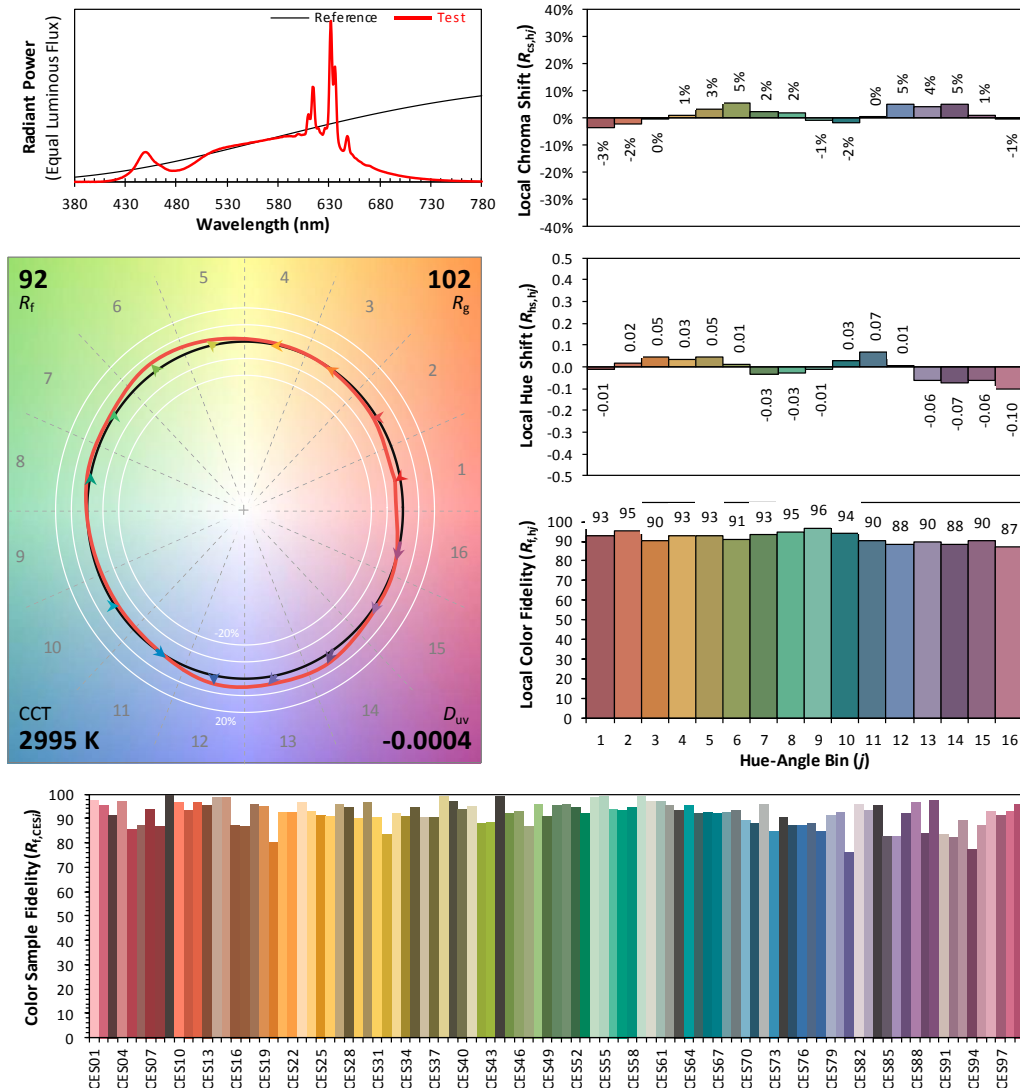 Reference Test
Radiant Power
(Equal Luminous Flux)
380 430 480 530 580 630 680 730 780
Wavelength (nm)
Local Chroma Shift (Rcs,hj)
40%
30%
20%
10%
0%
-10%
-20%
-30%
-40%
-3% -2% 0% 1% 3% 5% 2% 2% -1% -2% 0% 5% 4% 5% 1% -1%
92
Rf
102
Rg
5 4
6 3
7 2
8 1
9 16
10 15
11 14
12 13
-20%
20%
CCT
2995 K
Duv
-0.0004
Local Hue Shift (Rhs,hj)
0.5
0.4
0.3
0.2
0.1
0.0
-0.1
-0.2
-0.3
-0.4
-0.5
-0.01 0.02 0.05 0.03 0.05 0.01 -0.03 -0.03 -0.01 0.03 0.07 0.01 -0.06 -0.07 -0.06 -0.10
Local Color Fidelity (Rf,hj)
100
90
80
70
60
50
40
30
20
10
0
93 95 90 93 93 91 93 95 96 94 90 88 90 88 90 87
1 2 3 4 5 6 7 8 9 10 11 12 13 14 15 16
Hue-Angle Bin (j)
Color Sample Fidelity (Rf,CESi)
100
90
80
70
60
50
40
30
20
10
0
CES01 CES04 CES07 CES10 CES13 CES16 CES19 CES22 CES25 CES28 CES31 CES34 CES37 CES40 CES43 CES46 CES49 CES52 CES55 CES58 CES61 CES64 CES67 CES70 CES73 CES76 CES79 CES82 CES85 CES88 CES91 CES94 CES97